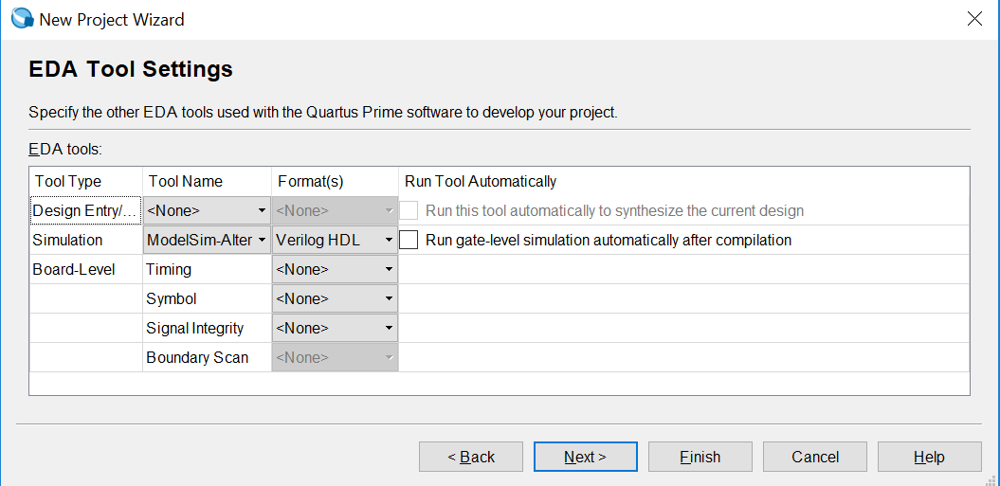 New Project Wizard
EDA Tool Settings
Specify the other EDA tools used with the Quartus Prime software to develop your project.
EDA tools:
Tool Type Tool Name Format(s) Run Tool Automatically
Design Entry/... <None> <None> Run this tool automatically to synthesize the current design
Simulation ModelSim-Alter Verilog HDL Run gate-level simulation automatically after compilation
Board-Level Timing <None>
Symbol <None>
Signal Integrity <None>
Boundary Scan <None>
< Back Next > Finish Cancel Help